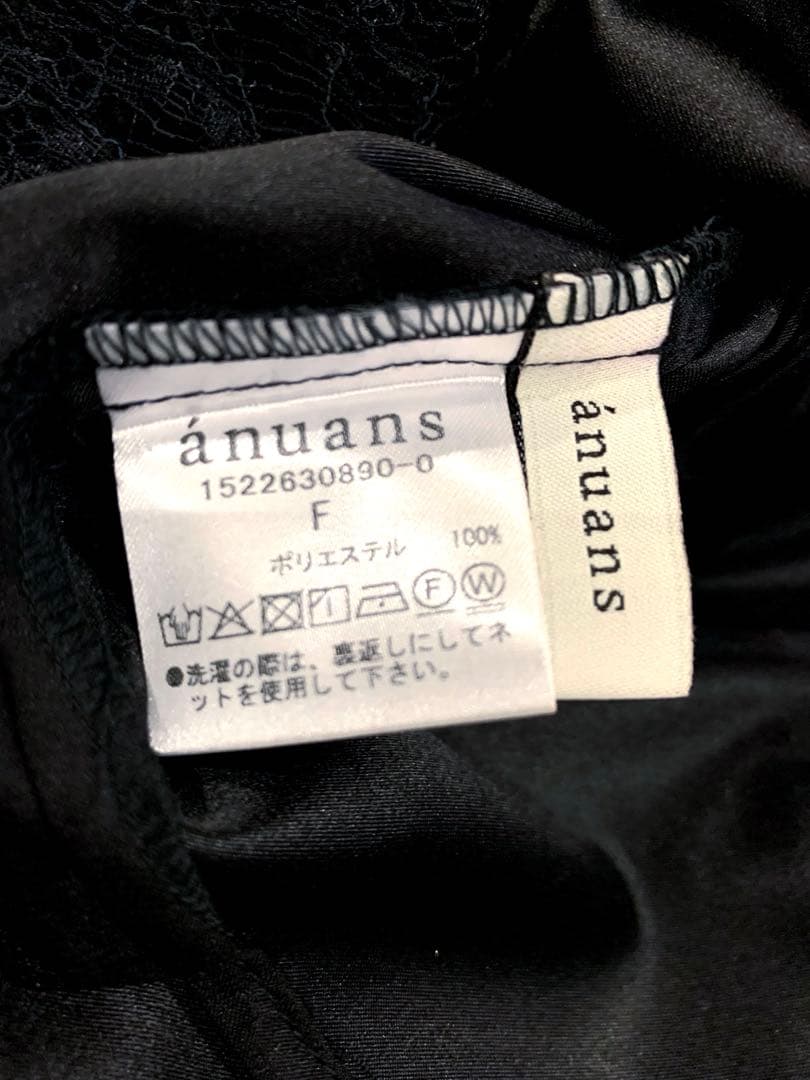 ánuans
1522630890-0
F
ポリエステル 100%
F W
●洗濯の際は、裏返しにしてネ
ットを使用して下さい。
ánuans